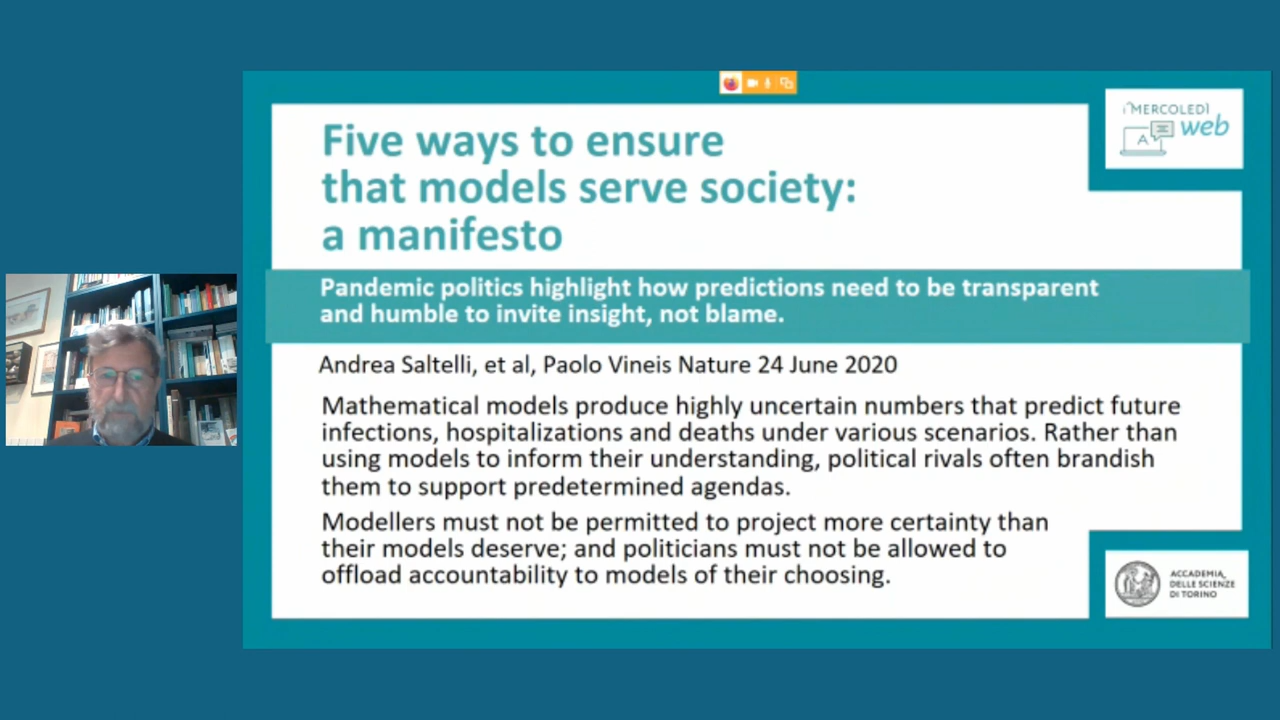 Five ways to ensure
that models serve society:
a manifesto
Pandemic politics highlight how predictions need to be transparent
and humble to invite insight, not blame.
Andrea Saltelli, et al, Paolo Vineis Nature 24 June 2020
Mathematical models produce highly uncertain numbers that predict future
infections, hospitalizations and deaths under various scenarios. Rather than
using models to inform their understanding, political rivals often brandish
them to support predetermined agendas.
Modellers must not be permitted to project more certainty than
their models deserve; and politicians must not be allowed to
offload accountability to models of their choosing.
i MERCOLEDÌ
A
web
ACCADEMIA
DELLE SCIENZE
DI TORINO